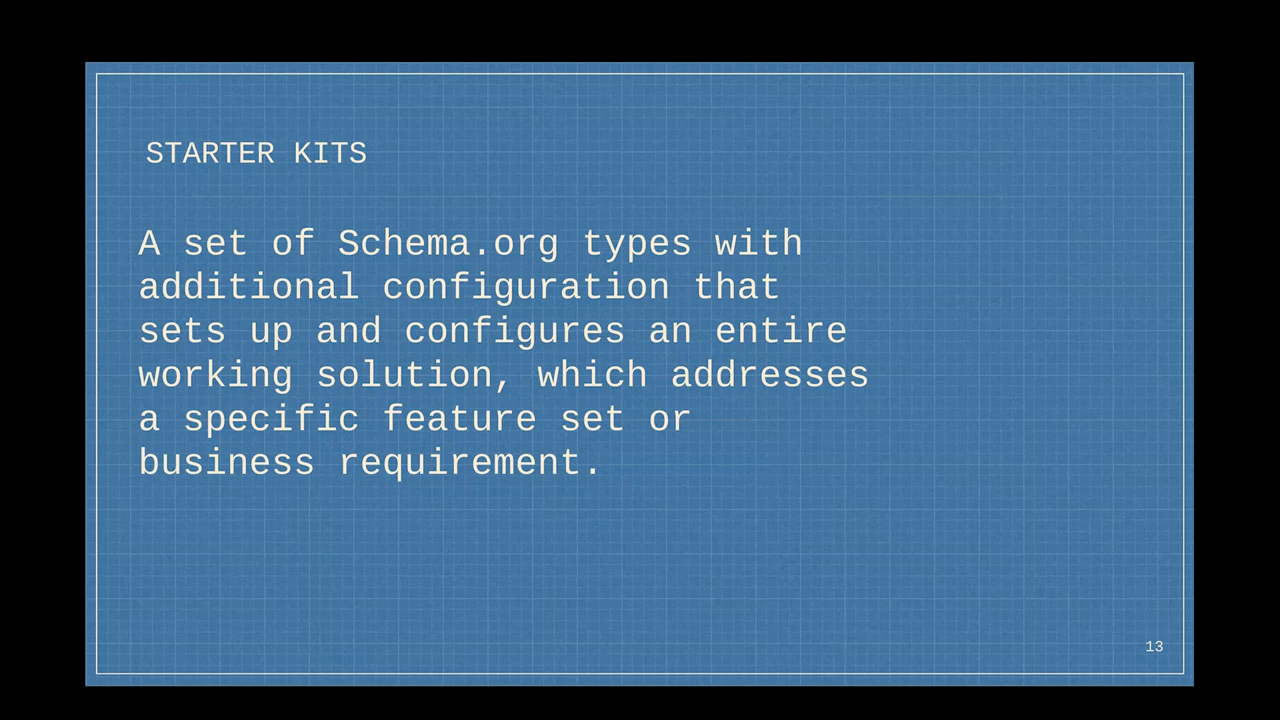 STARTER KITS
A set of Schema.org types with
additional configuration that
sets up and configures an entire
working solution, which addresses
a specific feature set or
business requirement.
13